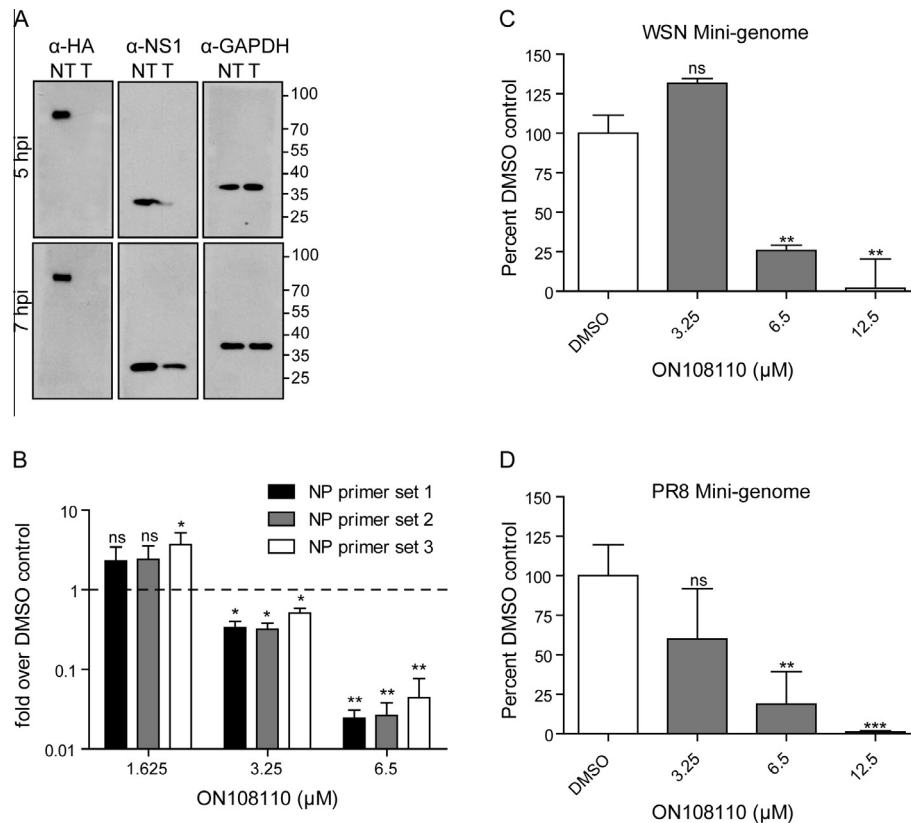 A
α-HA
α-NS1
α-GAPDH
NT T
NT T
NT T
5 hpi
100
70
55
40
35
25
7 hpi
100
70
55
40
35
25
B
NP primer set 1
NP primer set 2
NP primer set 3
fold over DMSO control
10
1
0.1
0.01
ns
ns
*
*
*
*
**
**
**
1.625
3.25
6.5
ON108110 (µM)
C
WSN Mini-genome
Percent DMSO control
150
125
100
75
50
25
0
ns
**
**
DMSO
3.25
6.5
12.5
ON108110 (µM)
D
PR8 Mini-genome
Percent DMSO control
150
125
100
75
50
25
0
ns
**
***
DMSO
3.25
6.5
12.5
ON108110 (µM)